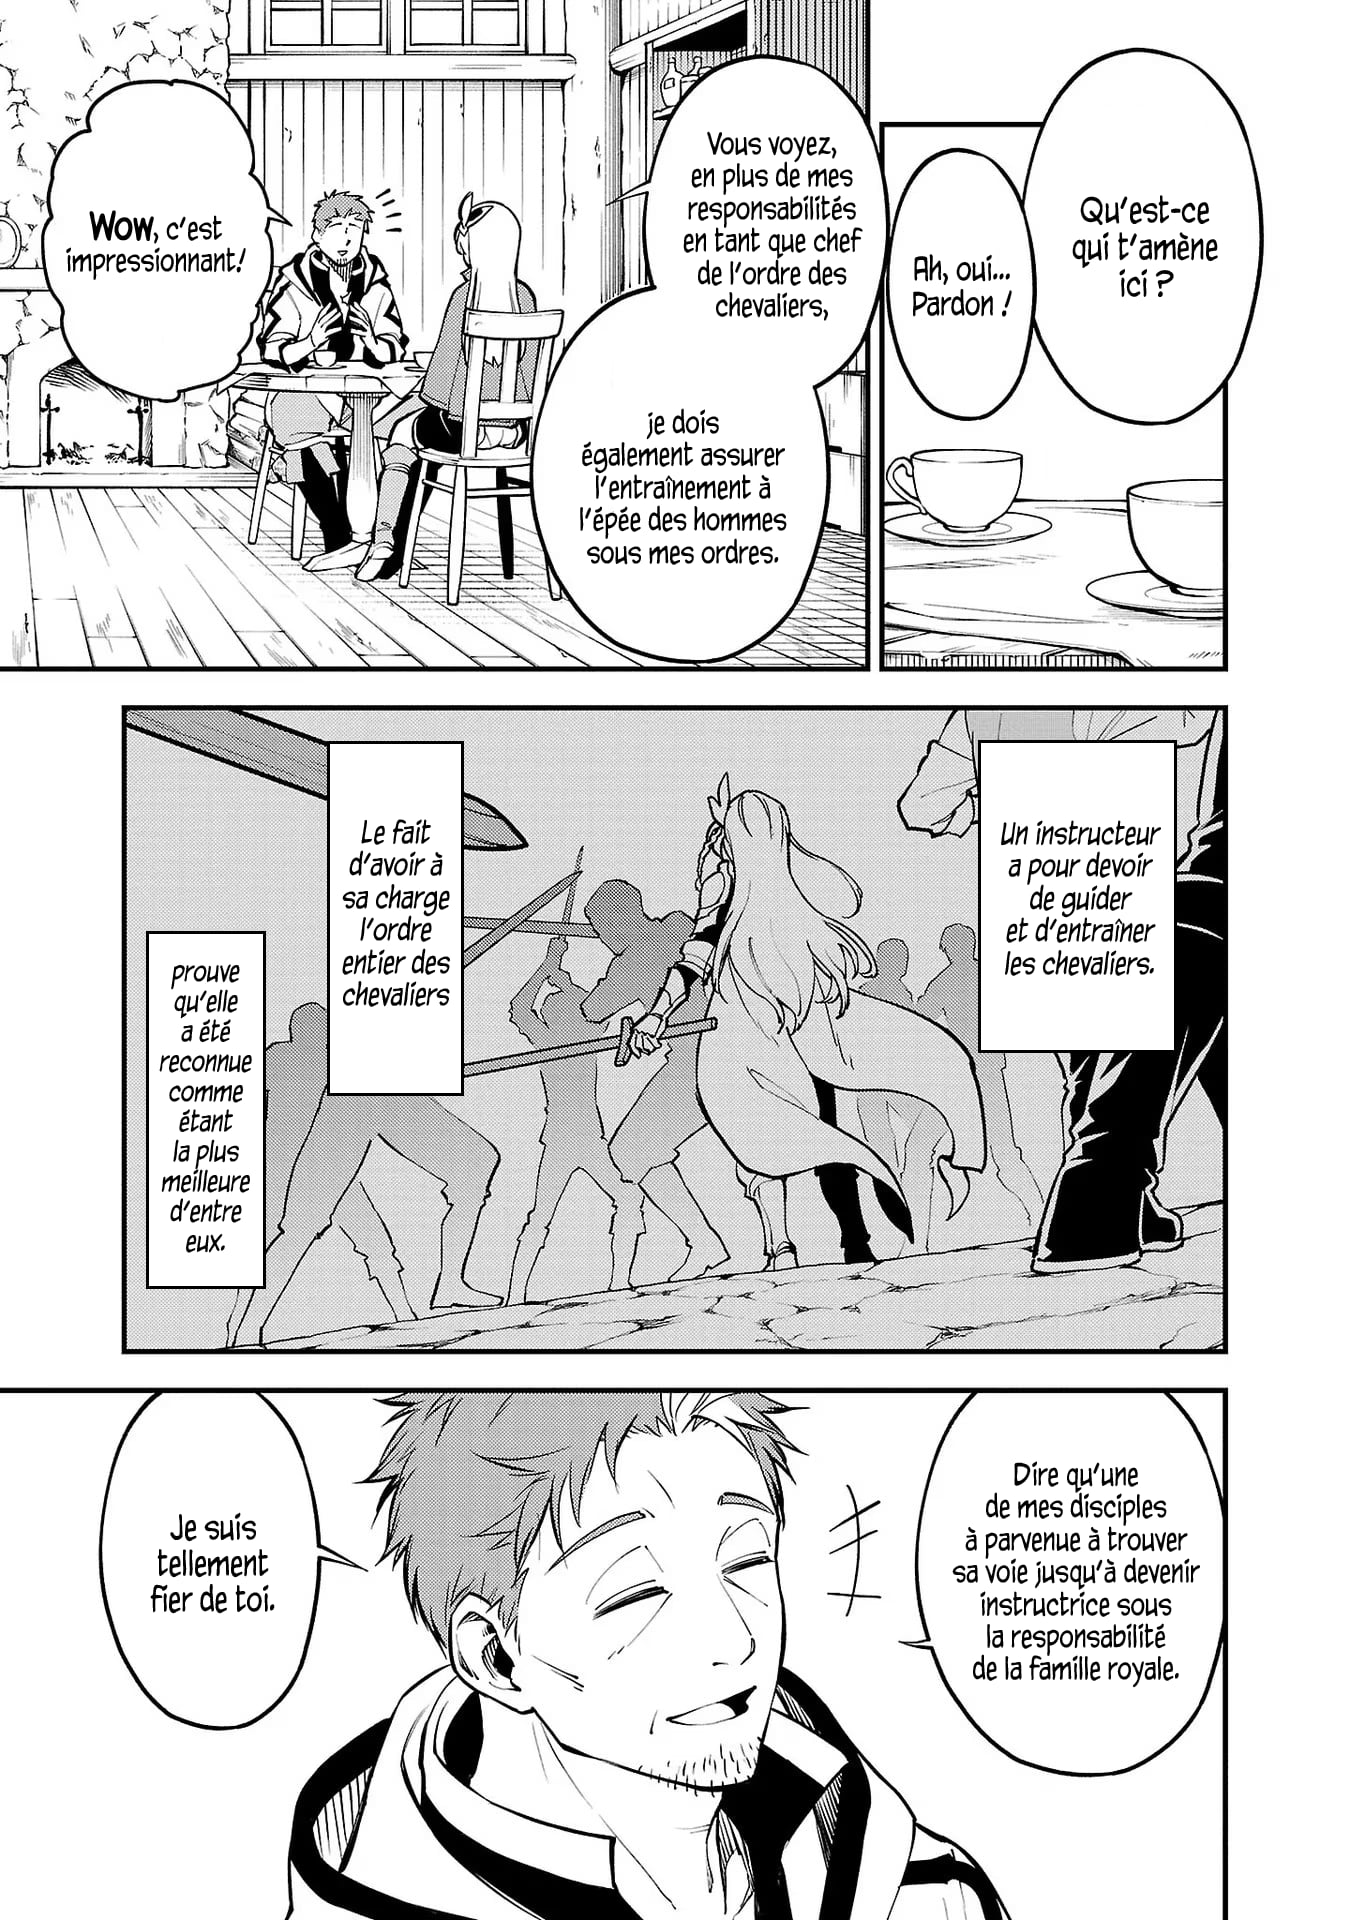 Qu'est-ce
qui t'amène
ici ?
Ah, oui...
Pardon !
Vous voyez,
en plus de mes
responsabilités
en tant que chef
de l'ordre des
chevaliers,
je dois
également assurer
l'entraînement à
l'épée des hommes
sous mes ordres.
Wow, c'est
impressionnant!
Un instructeur
a pour devoir
de guider
et d'entraîner
les chevaliers.
Le fait
d'avoir à
sa charge
l'ordre
entier des
chevaliers
prouve
qu'elle
a été
reconnue
comme
étant
la plus
meilleure
d'entre
eux.
Dire qu'une
de mes disciples
à parvenue à trouver
sa voie jusqu'à devenir
instructrice sous
la responsabilité
de la famille royale.
Je suis
tellement
fier de toi.